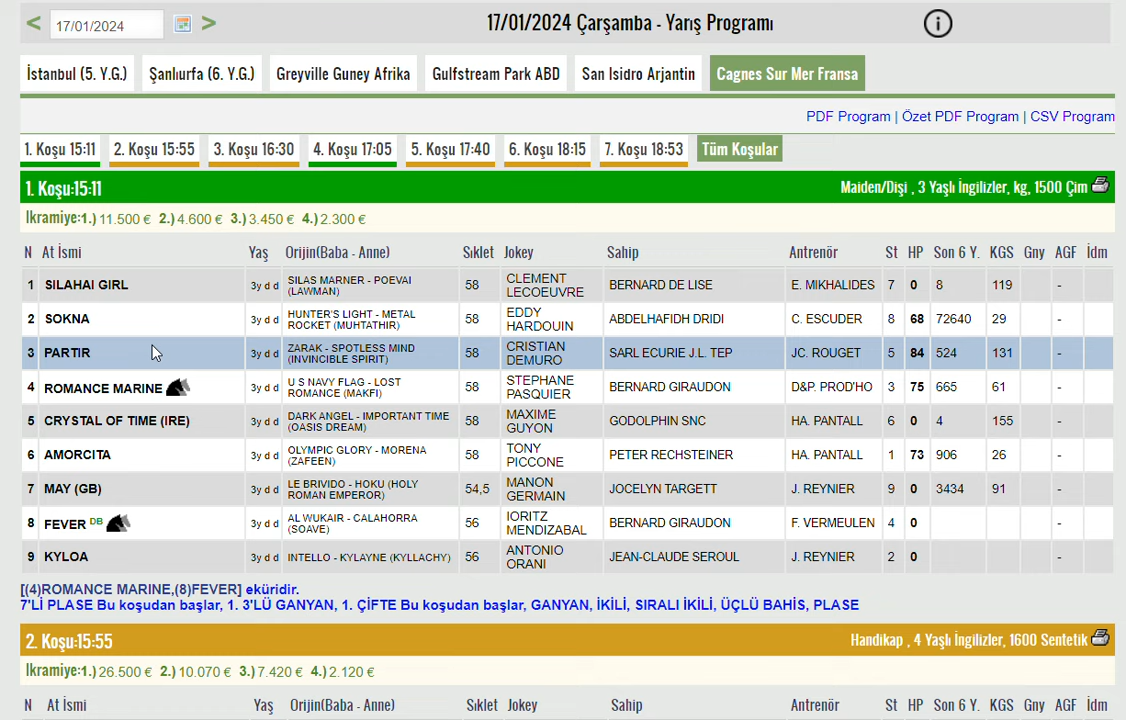 < 17/01/2024 > 17/01/2024 Çarşamba - Yarış Programı
İstanbul (5. Y.G.) Şanlıurfa (6. Y.G.) Greyville Guney Afrika Gulfstream Park ABD San Isidro Arjantin Cagnes Sur Mer Fransa
PDF Program | Özet PDF Program | CSV Program
1. Koşu 15:11 2. Koşu 15:55 3. Koşu 16:30 4. Koşu 17:05 5. Koşu 17:40 6. Koşu 18:15 7. Koşu 18:53 Tüm Koşular
1. Koşu:15:11 Maiden/Dişi , 3 Yaşlı İngilizler, kg, 1500 Çim
Ikramiye:1.) 11.500 € 2.) 4.600 € 3.) 3.450 € 4.) 2.300 €
N At İsmi Yaş Orijin(Baba - Anne) Sıklet Jokey Sahip Antrenör St HP Son 6 Y. KGS Gny AGF İdm
1 SILAHAI GIRL 3y d d SILAS MARNER - POEVAI (LAWMAN) 58 CLEMENT LECOEUVRE BERNARD DE LISE E. MIKHALIDES 7 0 8 119 -
2 SOKNA 3y d d HUNTER'S LIGHT - METAL ROCKET (MUHTATHIR) 58 EDDY HARDOUIN ABDELHAFIDH DRIDI C. ESCUDER 8 68 72640 29 -
3 PARTIR 3y d d ZARAK - SPOTLESS MIND (INVINCIBLE SPIRIT) 58 CRISTIAN DEMURO SARL ECURIE J.L. TEP JC. ROUGET 5 84 524 131 -
4 ROMANCE MARINE 3y d d U S NAVY FLAG - LOST ROMANCE (MAKFI) 58 STEPHANE PASQUIER BERNARD GIRAUDON D&P. PROD'HO 3 75 665 61 -
5 CRYSTAL OF TIME (IRE) 3y d d DARK ANGEL - IMPORTANT TIME (OASIS DREAM) 58 MAXIME GUYON GODOLPHIN SNC HA. PANTALL 6 0 4 155 -
6 AMORCITA 3y d d OLYMPIC GLORY - MORENA (ZAFEEN) 58 TONY PICCONE PETER RECHSTEINER HA. PANTALL 1 73 906 26 -
7 MAY (GB) 3y d d LE BRIVIDO - HOKU (HOLY ROMAN EMPEROR) 54,5 MANON GERMAIN JOCELYN TARGETT J. REYNIER 9 0 3434 91 -
8 FEVER DB 3y d d AL WUKAIR - CALAHORRA (SOAVE) 56 IORITZ MENDIZABAL BERNARD GIRAUDON F. VERMEULEN 4 0 -
9 KYLOA 3y d d INTELLO - KYLAYNE (KYLLACHY) 56 ANTONIO ORANI JEAN-CLAUDE SEROUL J. REYNIER 2 0 -
[(4)ROMANCE MARINE,(8)FEVER] eküridir.
7'Lİ PLASE Bu koşudan başlar, 1. 3'LÜ GANYAN, 1. ÇİFTE Bu koşudan başlar, GANYAN, İKİLİ, SIRALI İKİLİ, ÜÇLÜ BAHİS, PLASE
2. Koşu:15:55 Handikap , 4 Yaşlı İngilizler, 1600 Sentetik
Ikramiye:1.) 26.500 € 2.) 10.070 € 3.) 7.420 € 4.) 2.120 €
N At İsmi Yaş Orijin(Baba - Anne) Sıklet Jokey Sahip Antrenör St HP Son 6 Y. KGS Gny AGF İdm